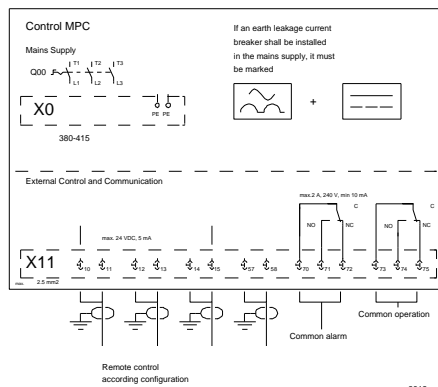 Control MPC
If an earth leakage current
breaker shall be installed
in the mains supply, it must
be marked
Mains Supply
T1 T2 T3
Q00
L1 L2 L3
+
X0
PE PE
380-415
External Control and Communication
max.2 A, 240 V, min 10 mA
C C
max. 24 VDC, 5 mA
NO NC NO NC
X11
10 11 12 13 14 15 57 58 70 71 72 73 74 75
max. 2.5 mm2
Common operation
Common alarm
Remote control
according configuration